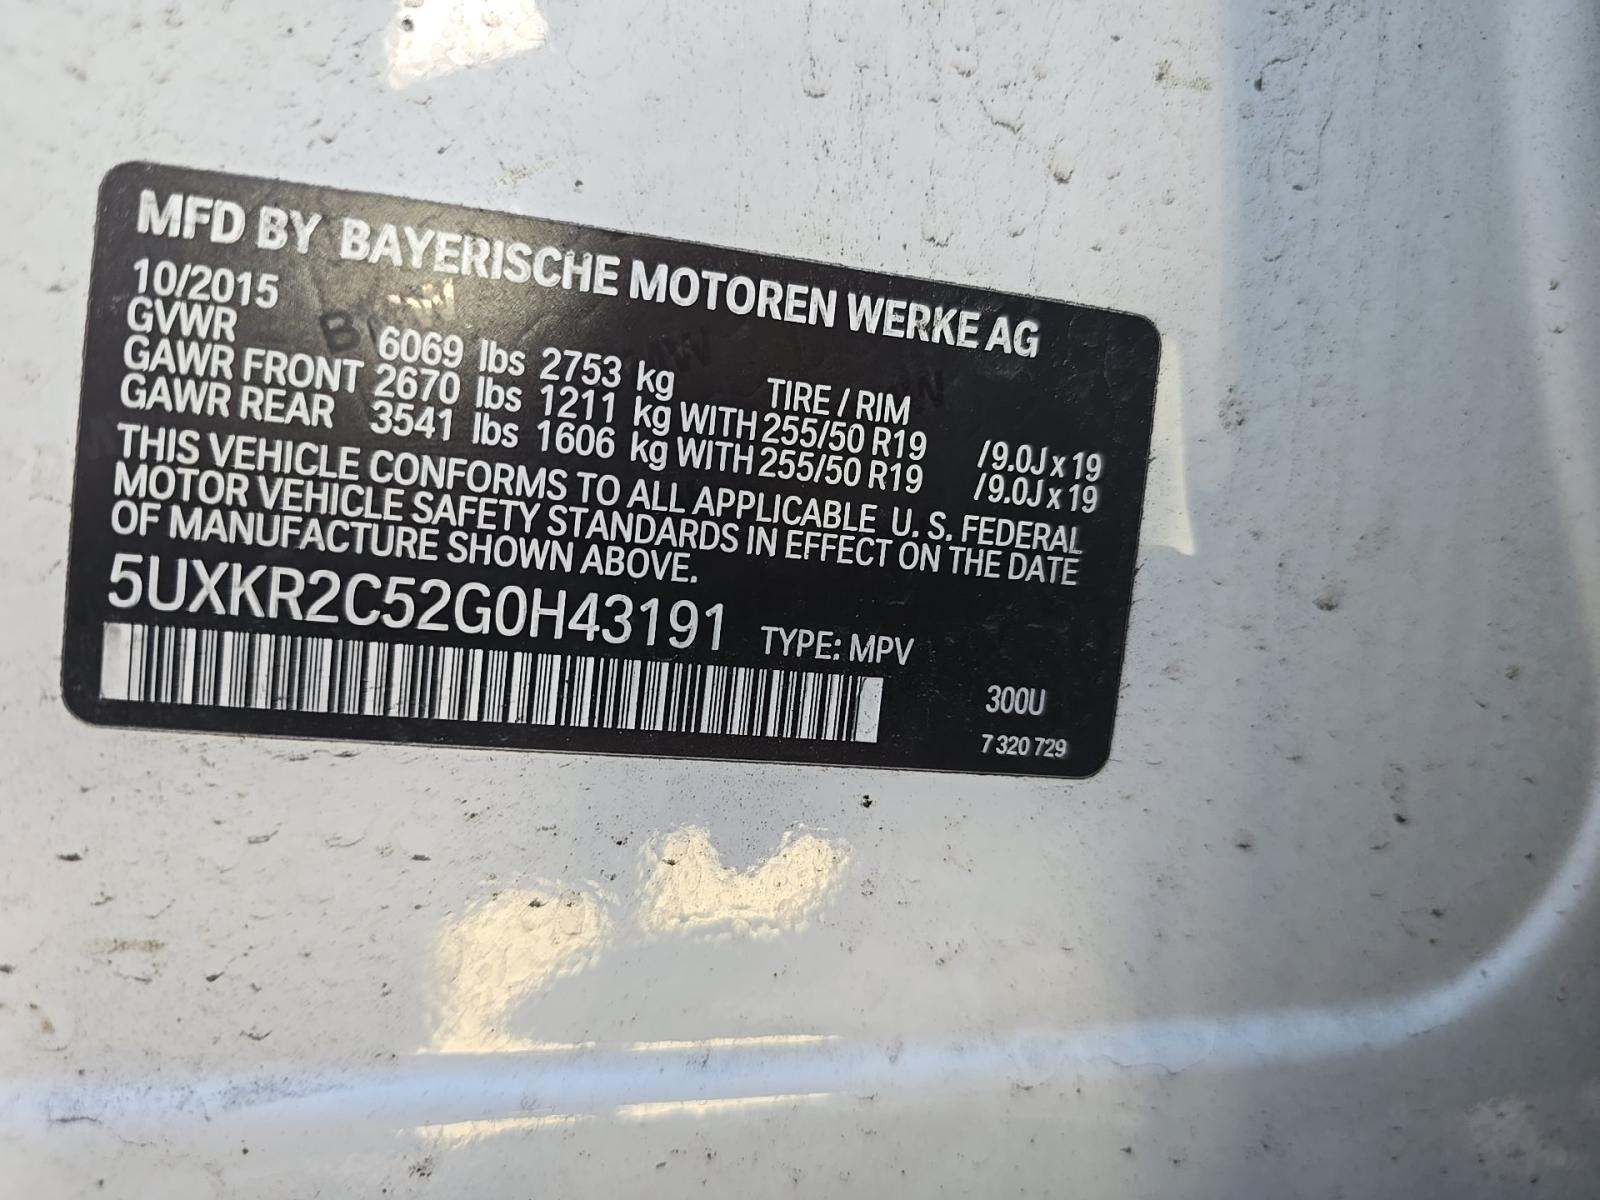 MFD BY BAYERISCHE MOTOREN WERKE AG
10/2015
GVWR 6069 lbs 2753 kg TIRE / RIM
GAWR FRONT 2670 lbs 1211 kg WITH 255/50 R19 /9.0J x 19
GAWR REAR 3541 lbs 1606 kg WITH 255/50 R19 /9.0J x 19
THIS VEHICLE CONFORMS TO ALL APPLICABLE U. S. FEDERAL
MOTOR VEHICLE SAFETY STANDARDS IN EFFECT ON THE DATE
OF MANUFACTURE SHOWN ABOVE.
5UXKR2C52G0H43191 TYPE: MPV
300U
7 320 729